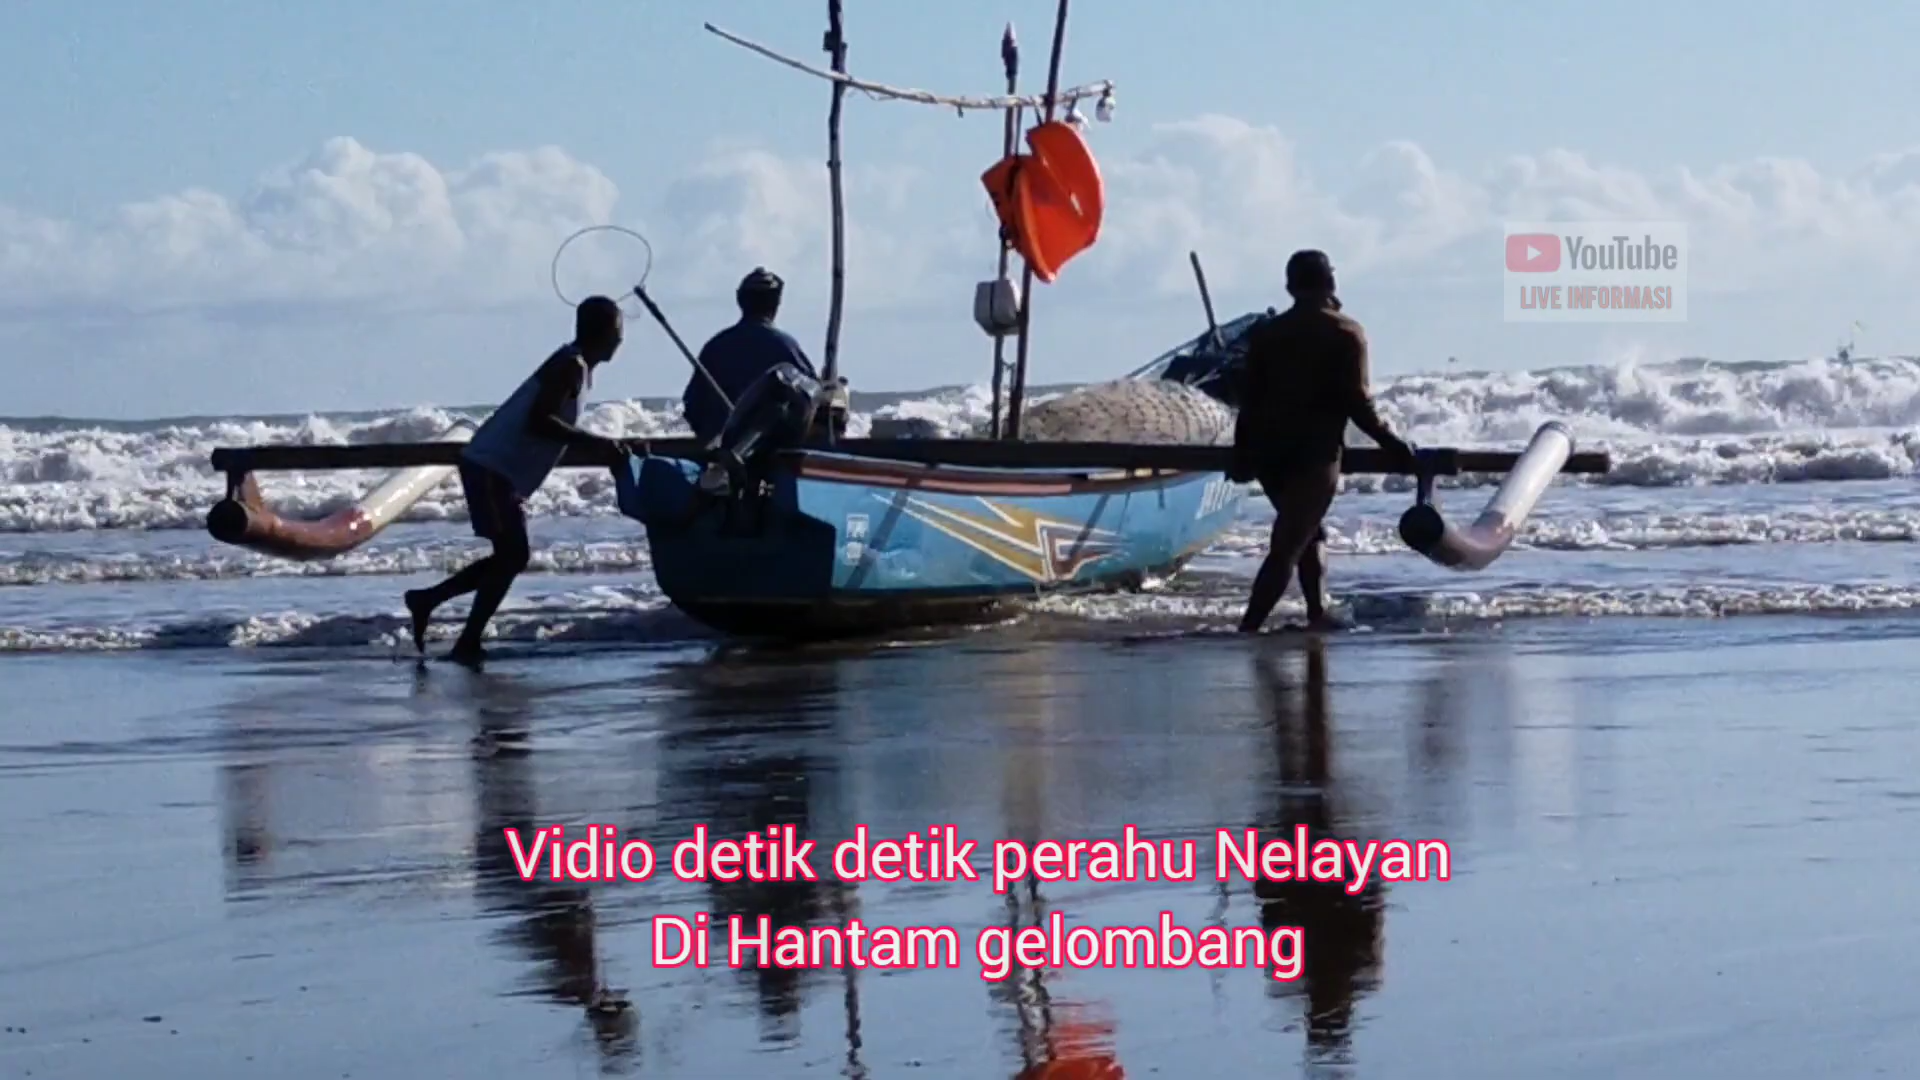 YouTube
LIVE INFORMASI
Vidio detik detik perahu Nelayan
Di Hantam gelombang